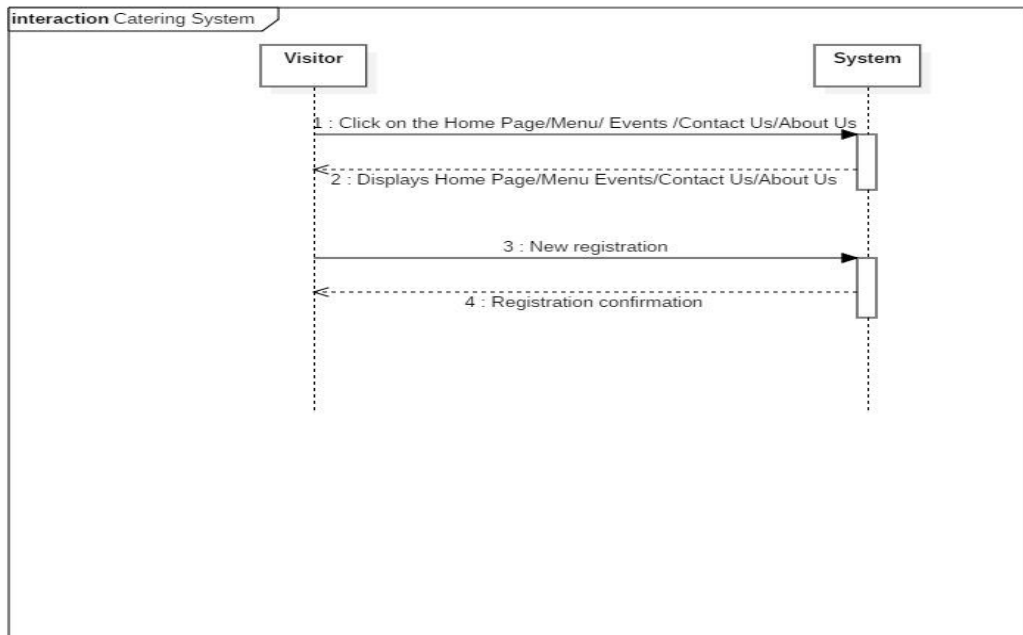 interaction Catering System
Visitor
System
1 : Click on the Home Page/Menu/ Events /Contact Us/About Us
2 : Displays Home Page/Menu Events/Contact Us/About Us
3 : New registration
4 : Registration confirmation